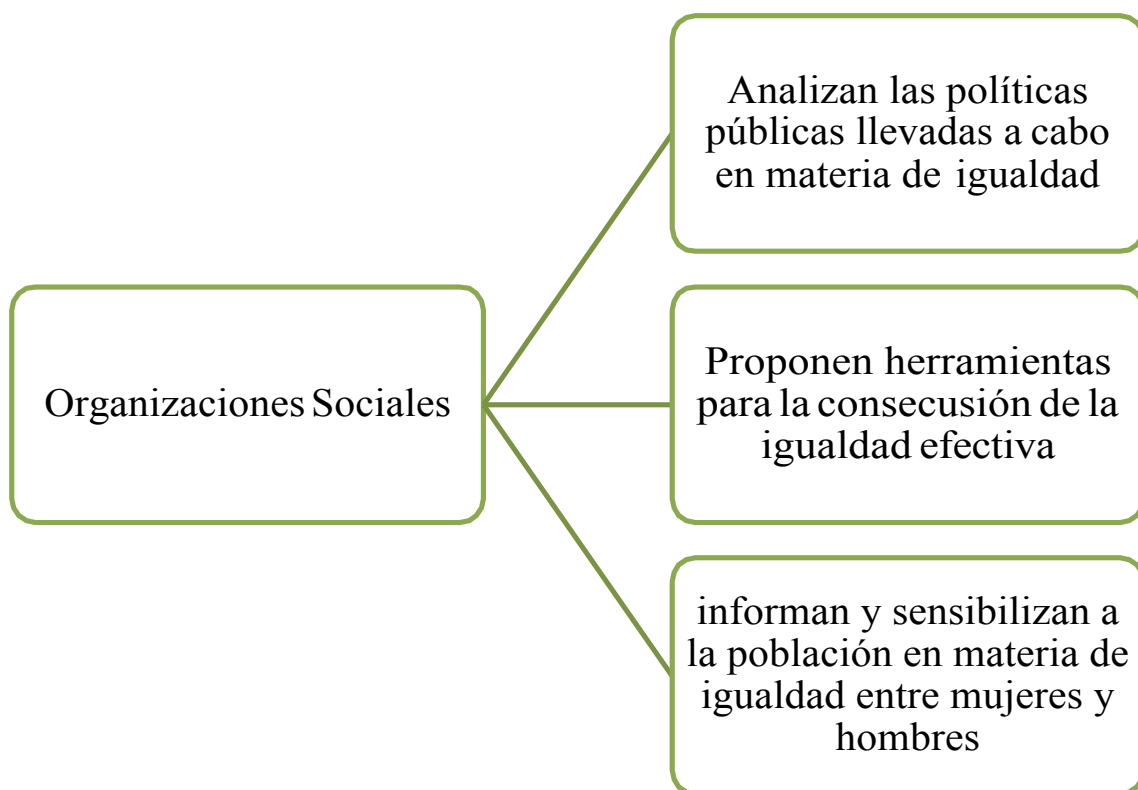 Organizaciones Sociales
Analizan las políticas
públicas llevadas a cabo
en materia de igualdad
Proponen herramientas
para la consecusión de la
igualdad efectiva
informan y sensibilizan a
la población en materia de
igualdad entre mujeres y
hombres